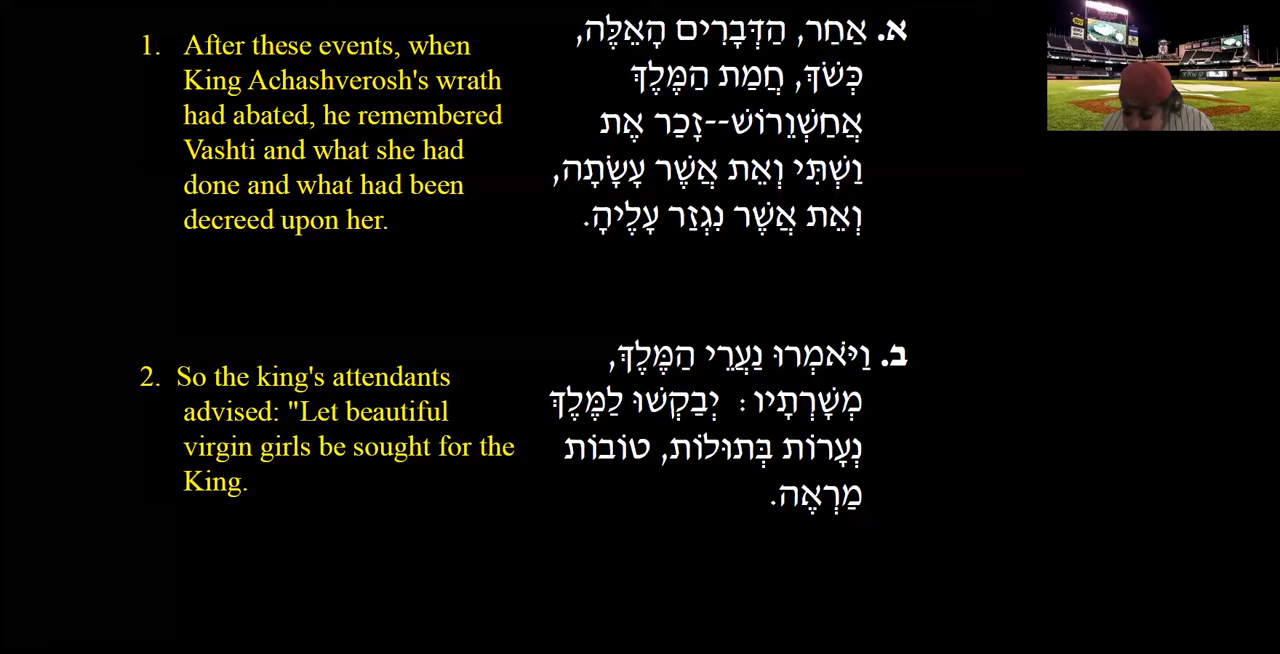 1. After these events, when
King Achashverosh's wrath
had abated, he remembered
Vashti and what she had
done and what had been
decreed upon her.
א. אַחַר, הַדְּבָרִים הָאֵלֶּה,
כְּשֹׁךְ, חֲמַת הַמֶּלֶךְ
אֲחַשְׁוֵרוֹשׁ--זָכַר אֶת
וַשְׁתִּי וְאֵת אֲשֶׁר עָשָׂתָה,
וְאֵת אֲשֶׁר נִגְזַר עָלֶיהָ.
2. So the king's attendants
advised: "Let beautiful
virgin girls be sought for the
King.
ב. וַיֹּאמְרוּ נַעֲרֵי הַמֶּלֶךְ,
מְשָׁרְתָיו: יְבַקְשׁוּ לַמֶּלֶךְ
נְעָרוֹת בְּתוּלוֹת, טוֹבוֹת
מַרְאֶה.